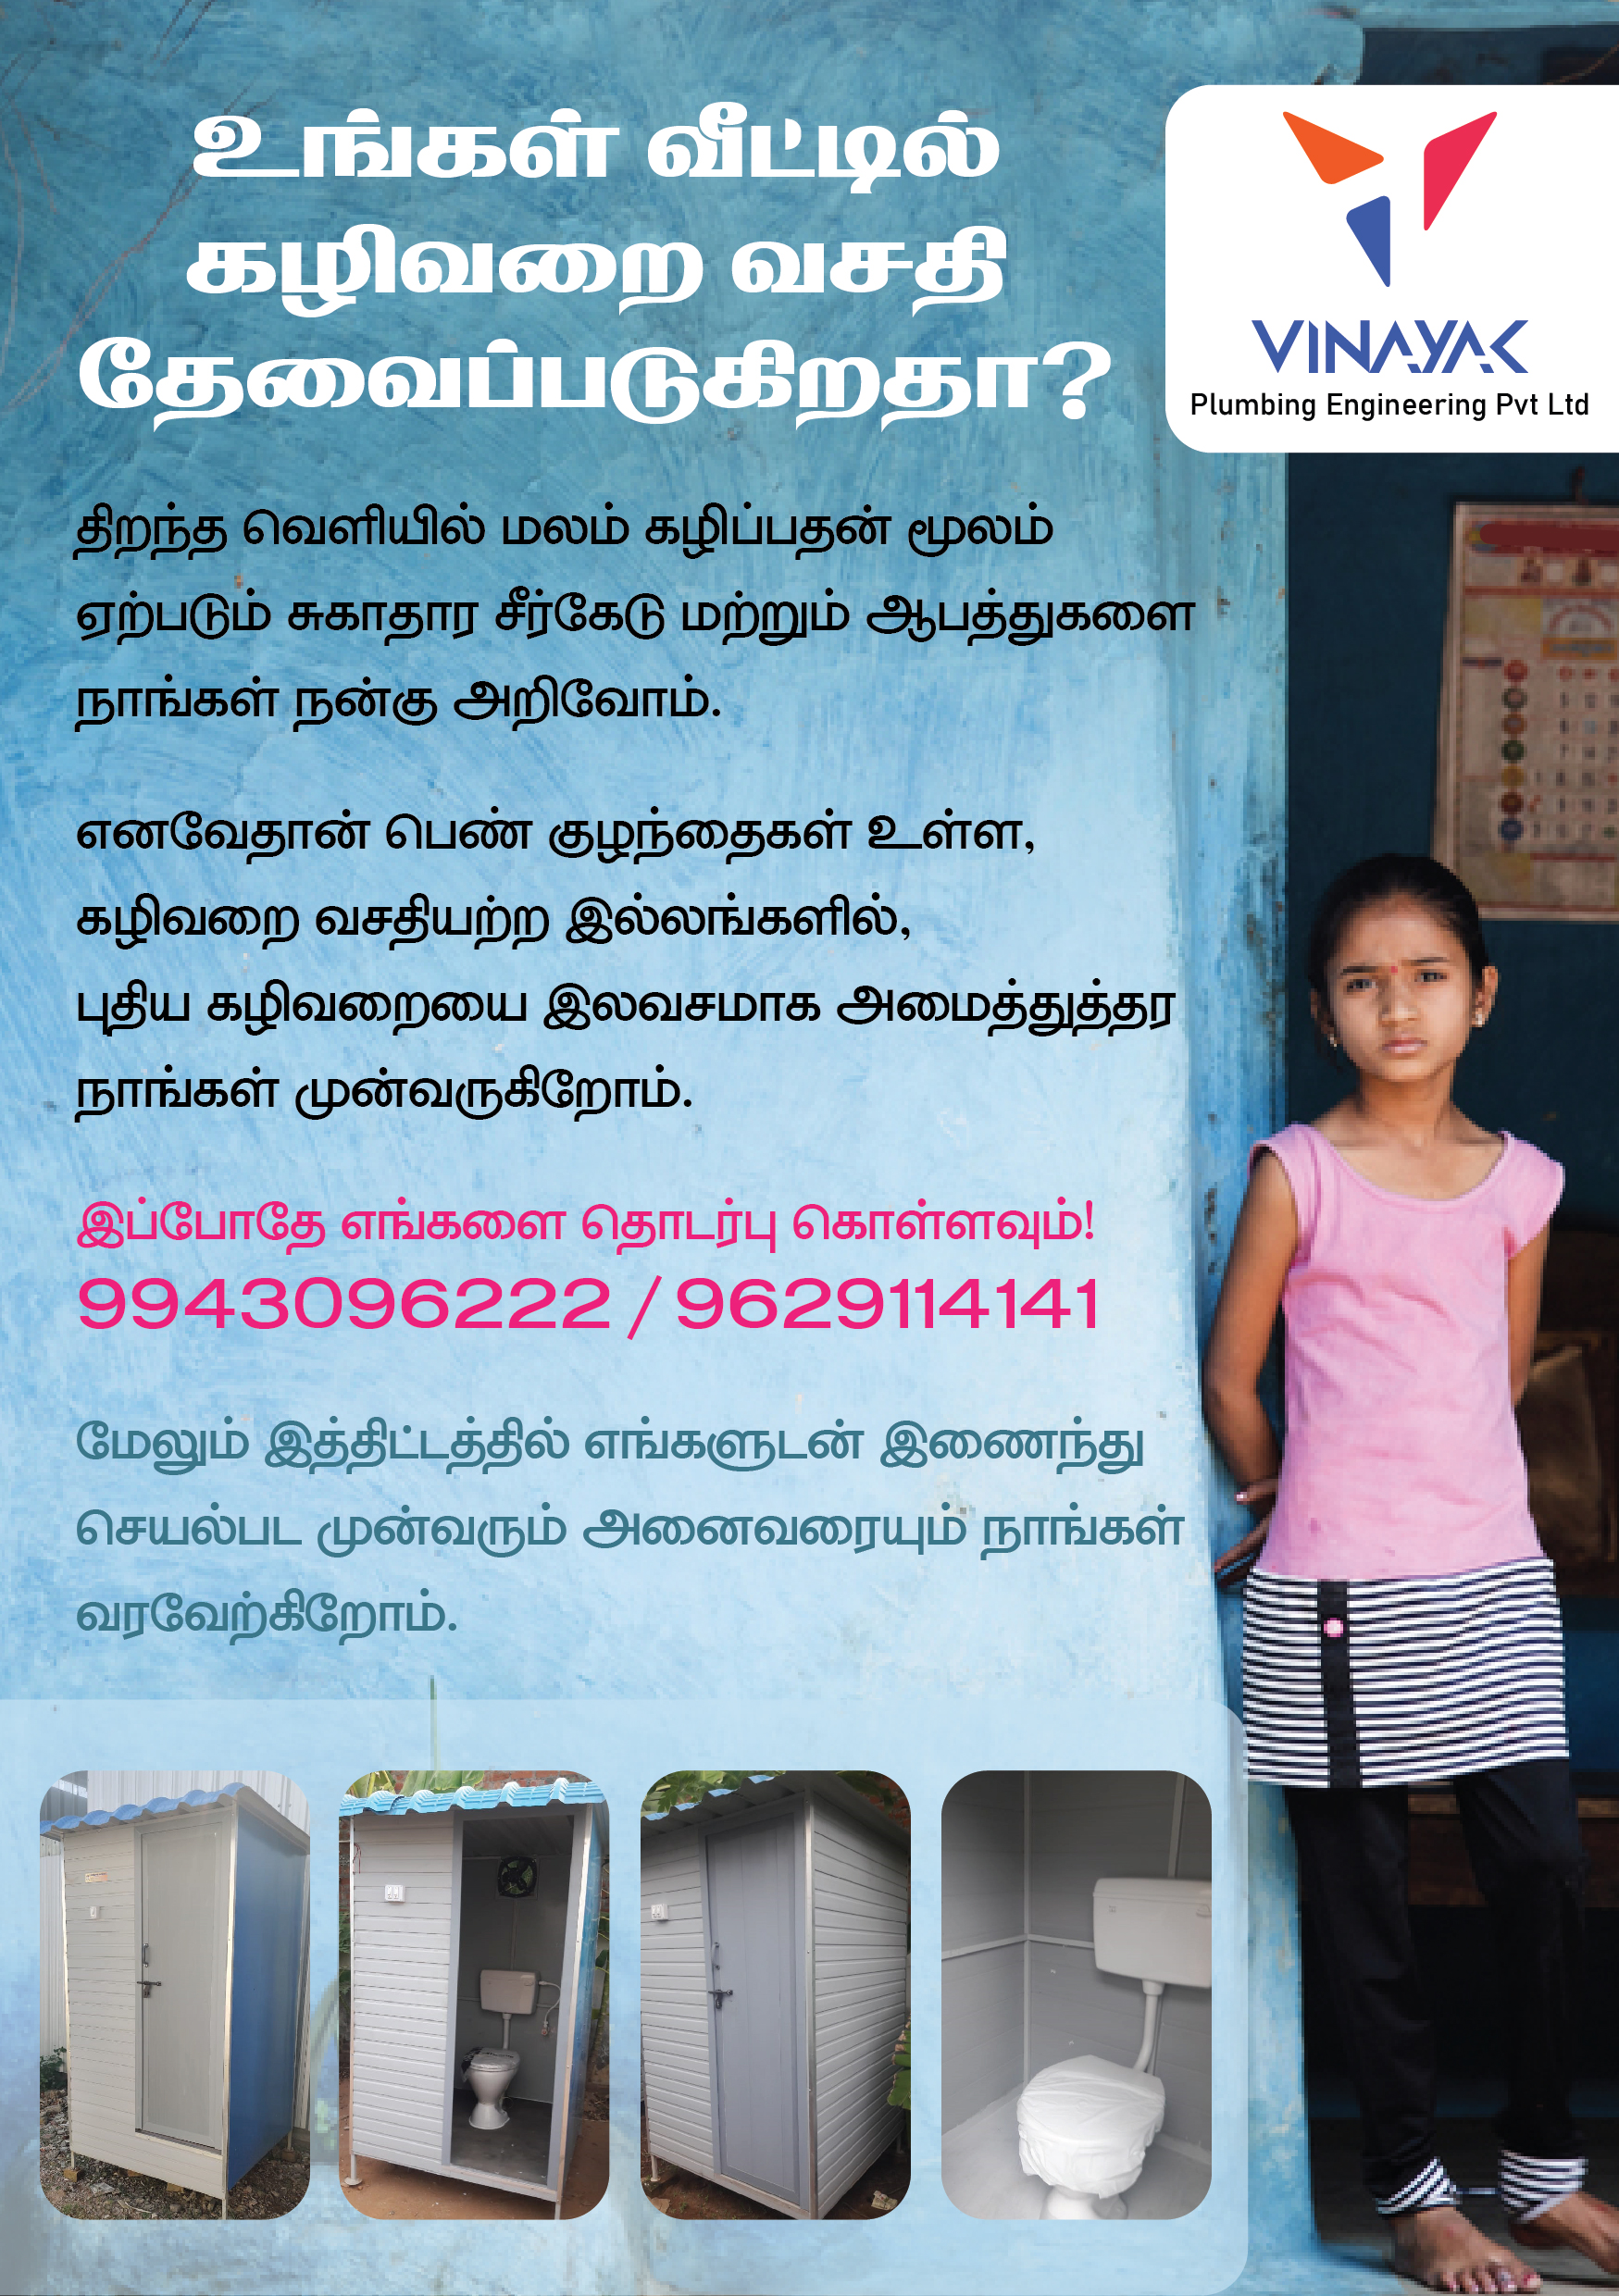 உங்கள் வீட்டில்
கழிவறை வசதி
தேவைப்படுகிறதா?
VINAYAK
Plumbing Engineering Pvt Ltd
திறந்த வெளியில் மலம் கழிப்பதன் மூலம்
ஏற்படும் சுகாதார சீர்கேடு மற்றும் ஆபத்துகளை
நாங்கள் நன்கு அறிவோம்.
எனவேதான் பெண் குழந்தைகள் உள்ள,
கழிவறை வசதியற்ற இல்லங்களில்,
புதிய கழிவறையை இலவசமாக அமைத்துத்தர
நாங்கள் முன்வருகிறோம்.
இப்போதே எங்களை தொடர்பு கொள்ளவும்!
9943096222 / 9629114141
மேலும் இத்திட்டத்தில் எங்களுடன் இணைந்து
செயல்பட முன்வரும் அனைவரையும் நாங்கள்
வரவேற்கிறோம்.